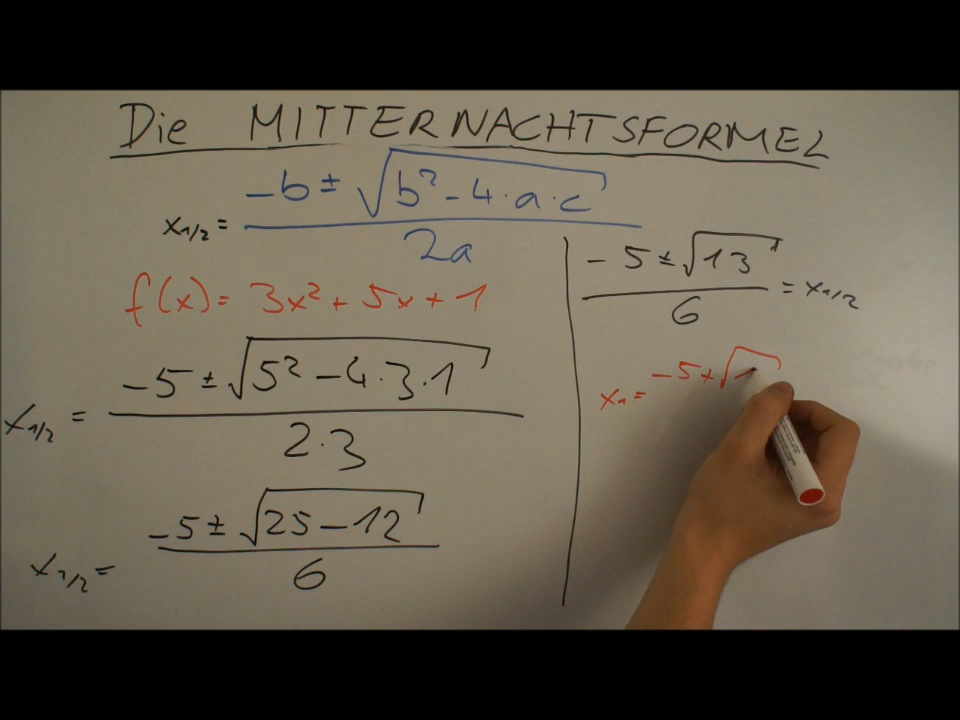 Die MITTERNACHTSFORMEL
x₁/₂ = (-b ± √(b² - 4·a·c)) / 2a
f(x) = 3x² + 5x + 1
x₁/₂ = (-5 ± √(5² - 4·3·1)) / 2·3
x₁/₂ = (-5 ± √(25 - 12)) / 6
(-5 ± √13) / 6 = x₁/₂
x₁ = -5 + √1